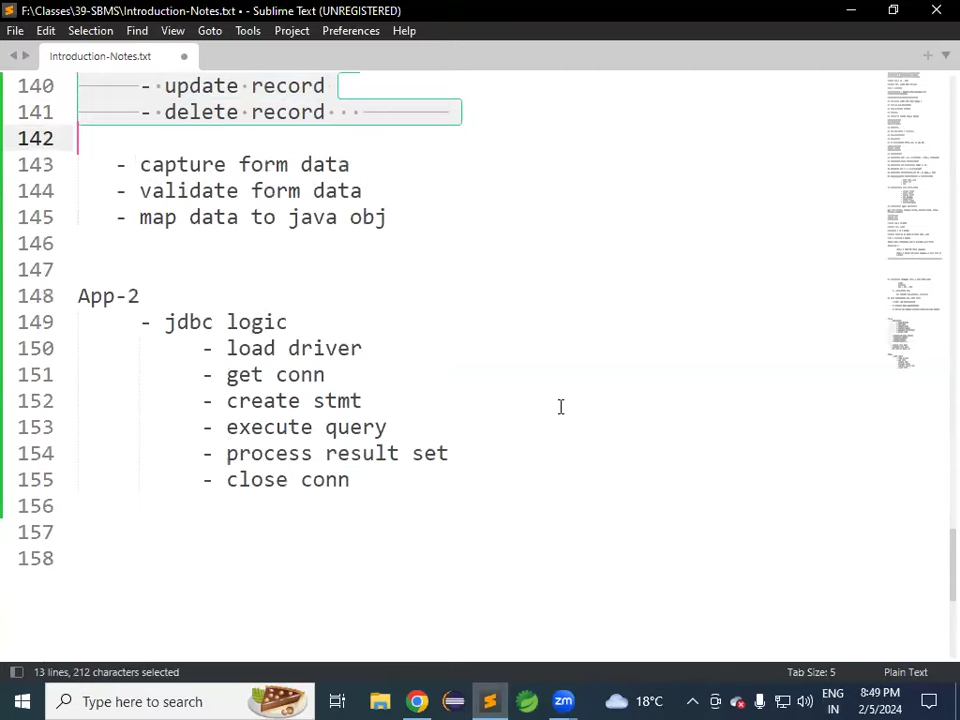 F:\Classes\39-SBMS\Introduction-Notes.txt • - Sublime Text (UNREGISTERED)
File Edit Selection Find View Goto Tools Project Preferences Help
Introduction-Notes.txt
140 - update record
141 - delete record
142
143 - capture form data
144 - validate form data
145 - map data to java obj
146
147
148 App-2
149 - jdbc logic
150 - load driver
151 - get conn
152 - create stmt
153 - execute query
154 - process result set
155 - close conn
156
157
158
13 lines, 212 characters selected Tab Size: 5 Plain Text
Type here to search zm 18°C ENG 8:49 PM
IN 2/5/2024